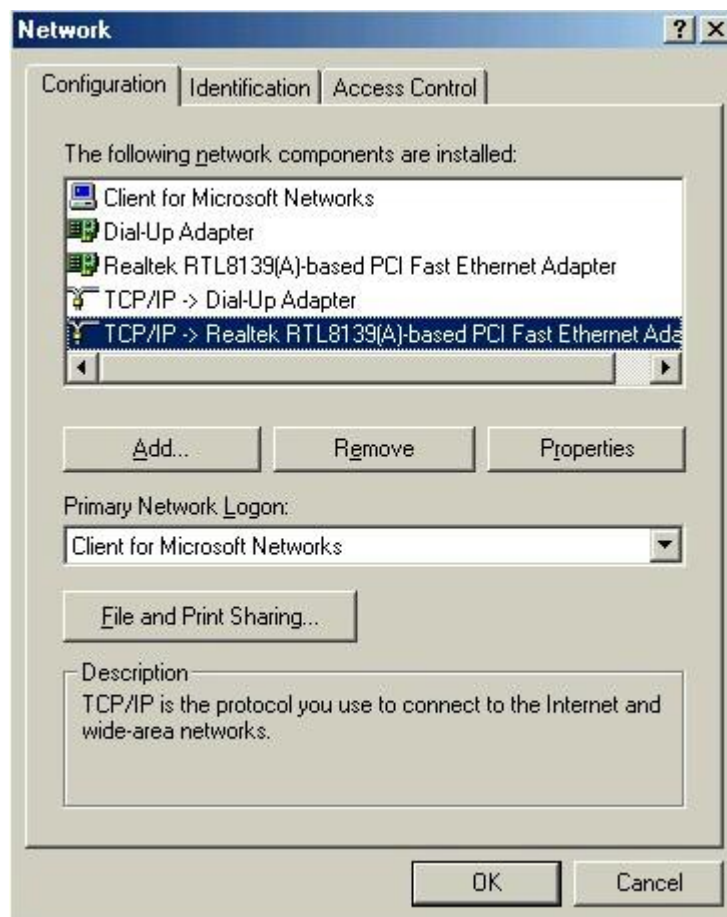 Network
Configuration
Identification
Access Control
The following network components are installed:
Client for Microsoft Networks
Dial-Up Adapter
Realtek RTL8139(A)-based PCI Fast Ethernet Adapter
TCP/IP -> Dial-Up Adapter
TCP/IP -> Realtek RTL8139(A)-based PCI Fast Ethernet Ada
Add...
Remove
Properties
Primary Network Logon:
Client for Microsoft Networks
File and Print Sharing...
Description
TCP/IP is the protocol you use to connect to the Internet and
wide-area networks.
OK
Cancel